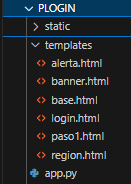 PLOGIN
static
templates
alerta.html
banner.html
base.html
login.html
paso1.html
region.html
app.py